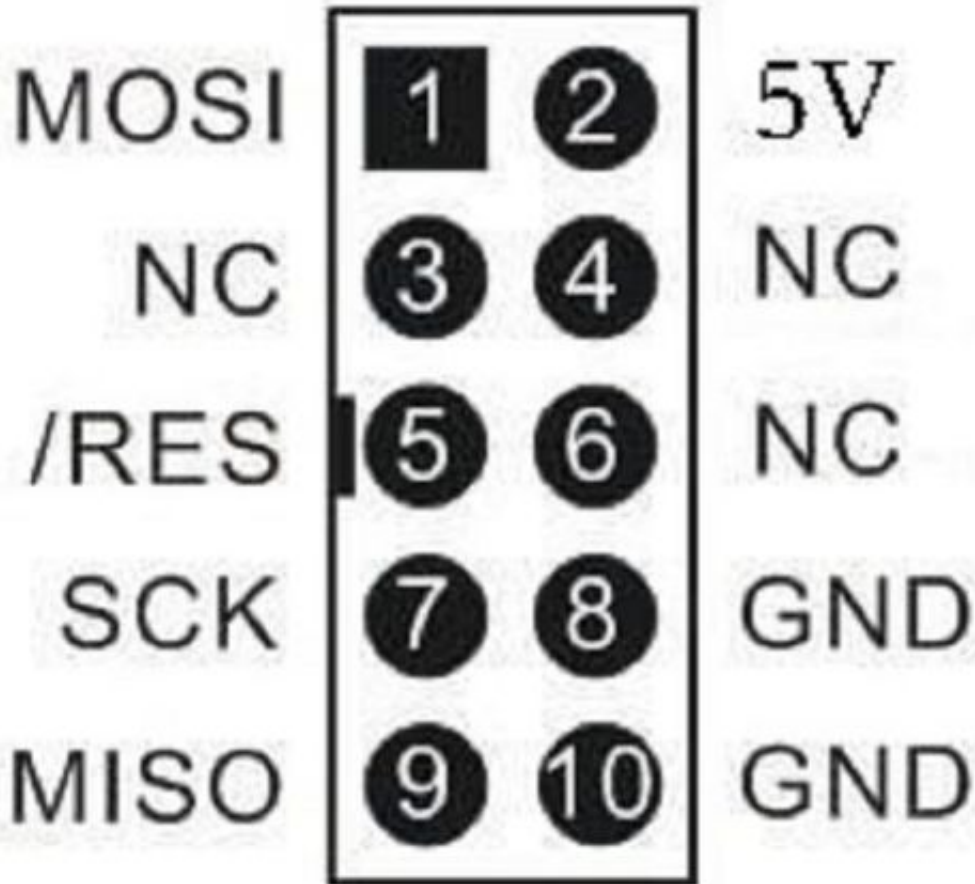 MOSI 1 2 5V
NC 3 4 NC
/RES 5 6 NC
SCK 7 8 GND
MISO 9 10 GND